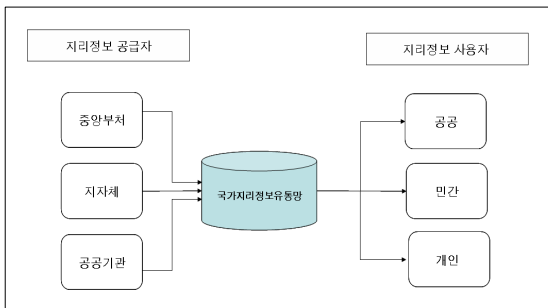 지리정보 공급자
지리정보 사용자
중앙부처
지자체
공공기관
국가지리정보유통망
공공
민간
개인